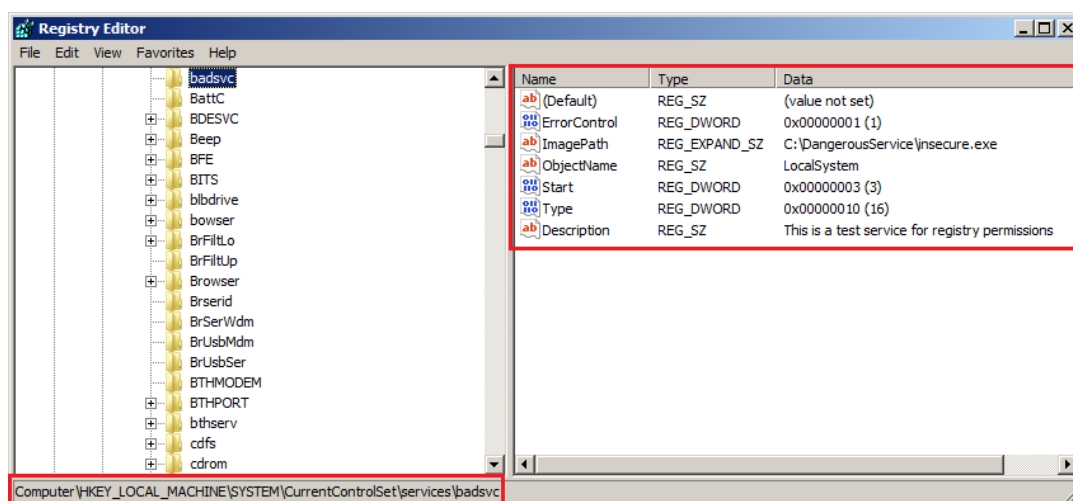 Registry Editor
File Edit View Favorites Help
badsvc
BattC
BDESVC
Beep
BFE
BITS
blbdrive
bowser
BrFiltLo
BrFiltUp
Browser
Brserid
BrSerWdm
BrUsbMdm
BrUsbSer
BTHMODEM
BTHPORT
bthserv
cdfs
cdrom
Name Type Data
(Default) REG_SZ (value not set)
ErrorControl REG_DWORD 0x00000001 (1)
ImagePath REG_EXPAND_SZ C:\DangerousService\insecure.exe
ObjectName REG_SZ LocalSystem
Start REG_DWORD 0x00000003 (3)
Type REG_DWORD 0x00000010 (16)
Description REG_SZ This is a test service for registry permissions
Computer\HKEY_LOCAL_MACHINE\SYSTEM\CurrentControlSet\services\badsvc